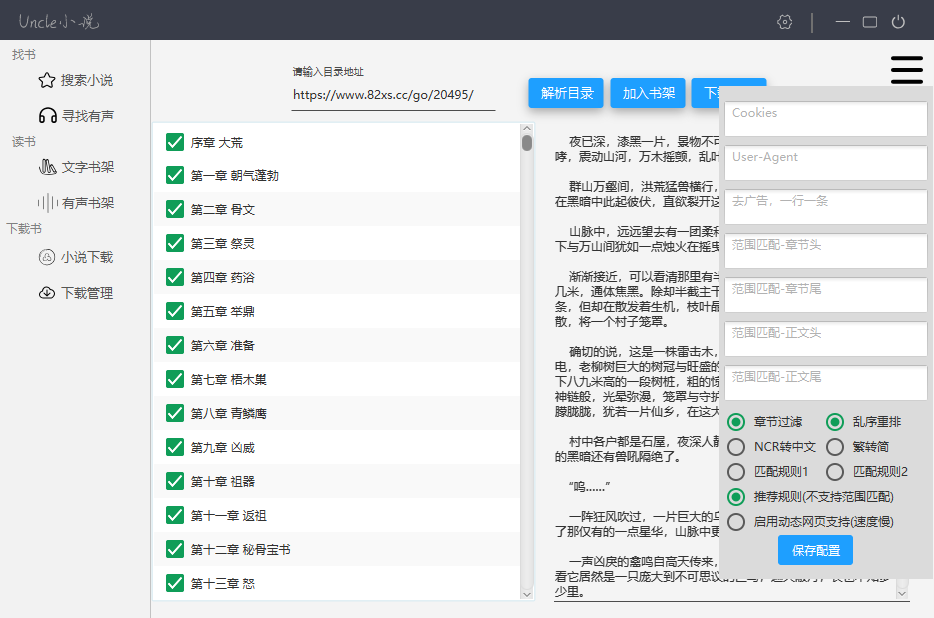 Uncle小说
找书
搜索小说
寻找有声
读书
文字书架
有声书架
下载书
小说下载
下载管理
请输入目录地址
https://www.82xs.cc/go/20495/
解析目录
加入书架
序章 大荒
第一章 朝气蓬勃
第二章 骨文
第三章 祭灵
第四章 药浴
第五章 举鼎
第六章 准备
第七章 梧木巢
第八章 青鳞鹰
第九章 凶威
第十章 祖器
第十一章 返祖
第十二章 秘骨宝书
第十三章 怒
夜已深，漆黑一片，景物不可
哮，震动山河，万木摇颤，乱叶
群山万壑间，洪荒猛兽横行，
在黑暗中此起彼伏，直欲裂开这
山脉中，远远望去有一团柔和
下与万山间犹如一点烛火在摇曳
渐渐接近，可以看清那里有半
几米，通体焦黑。除却半截主干
条，但却在散发着生机，枝叶晶
散，将一个村子笼罩。
确切的说，这是一株雷击木，
电，老柳树巨大的树冠与旺盛的
下八九米高的一段树桩，粗的惊
神链般，光晕弥漫，笼罩与守护
朦朦胧胧，犹若一片仙乡，在这大
村中各户都是石屋，夜深人静
的黑暗还有兽吼隔绝了。
“呜……”
一阵狂风吹过，一片巨大的乌
了那仅有的一点星华，山脉中更
一声凶戾的禽鸣自高天传来，
看它居然是一只庞大到不可思议的巨鸟，遮天蔽月，长也不知多
少里。
Cookies
User-Agent
去广告，一行一条
范围匹配-章节头
范围匹配-章节尾
范围匹配-正文头
范围匹配-正文尾
章节过滤 乱序重排
NCR转中文 繁转简
匹配规则1 匹配规则2
推荐规则(不支持范围匹配)
启用动态网页支持(速度慢)
保存配置